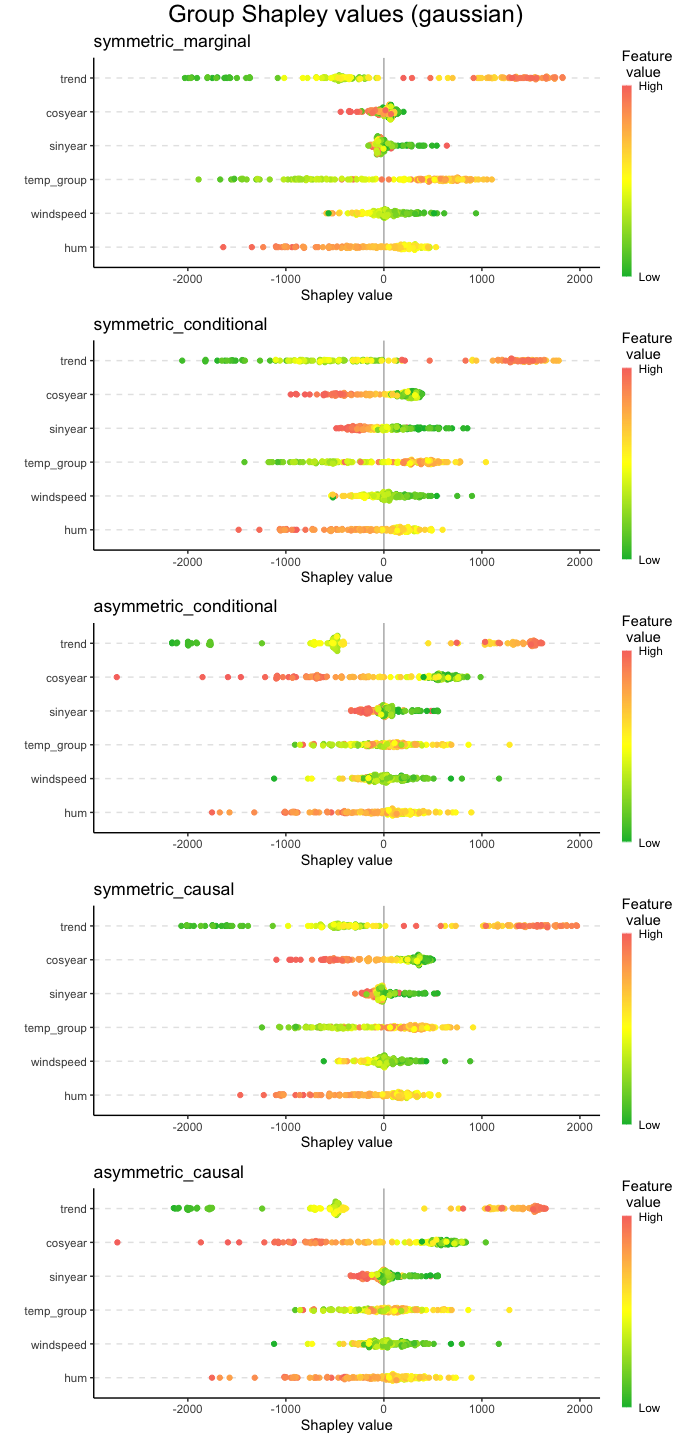 Group Shapley values (gaussian)
symmetric_marginal
trend
cosyear
sinyear
temp_group
windspeed
hum
-2000 -1000 0 1000 2000
Shapley value
Feature
value
High
Low
symmetric_conditional
trend
cosyear
sinyear
temp_group
windspeed
hum
-2000 -1000 0 1000 2000
Shapley value
Feature
value
High
Low
asymmetric_conditional
trend
cosyear
sinyear
temp_group
windspeed
hum
-2000 -1000 0 1000 2000
Shapley value
Feature
value
High
Low
symmetric_causal
trend
cosyear
sinyear
temp_group
windspeed
hum
-2000 -1000 0 1000 2000
Shapley value
Feature
value
High
Low
asymmetric_causal
trend
cosyear
sinyear
temp_group
windspeed
hum
-2000 -1000 0 1000 2000
Shapley value
Feature
value
High
Low